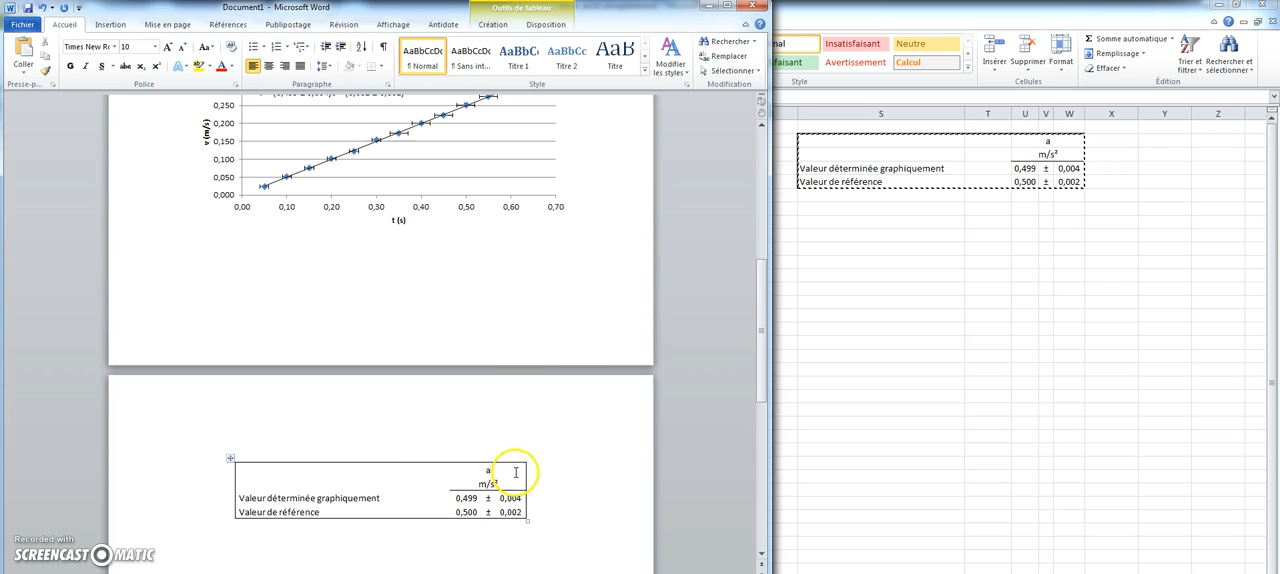 Document1 - Microsoft Word
Outils de tableau
Fichier
Accueil
Insertion
Mise en page
Références
Publipostage
Révision
Affichage
Antidote
Création
Disposition
Coller
Presse-p...
Times New Ro
10
G I S abc x₂ x²
Police
Paragraphe
AaBbCcDc
¶ Normal
AaBbCcDc
¶ Sans int...
AaBbC
Titre 1
AaBbCc
Titre 2
AaB
Titre
Modifier
les styles
Style
Rechercher
Remplacer
Sélectionner
Modification
mal
Insatisfaisant
Neutre
faisant
Avertissement
Calcul
Style
Insérer
Supprimer
Format
Cellules
Somme automatique
Remplissage
Effacer
Trier et
filtrer
Rechercher et
sélectionner
Édition
S
T
U
V
W
X
Y
Z
a
m/s²
Valeur déterminée graphiquement 0,499 ± 0,004
Valeur de référence 0,500 ± 0,002
v (m/s)
0,250
0,200
0,150
0,100
0,050
0,000
0,00 0,10 0,20 0,30 0,40 0,50 0,60 0,70
t (s)
a
m/s²
Valeur déterminée graphiquement 0,499 ± 0,004
Valeur de référence 0,500 ± 0,002
Recorded with
SCREENCAST-O-MATIC